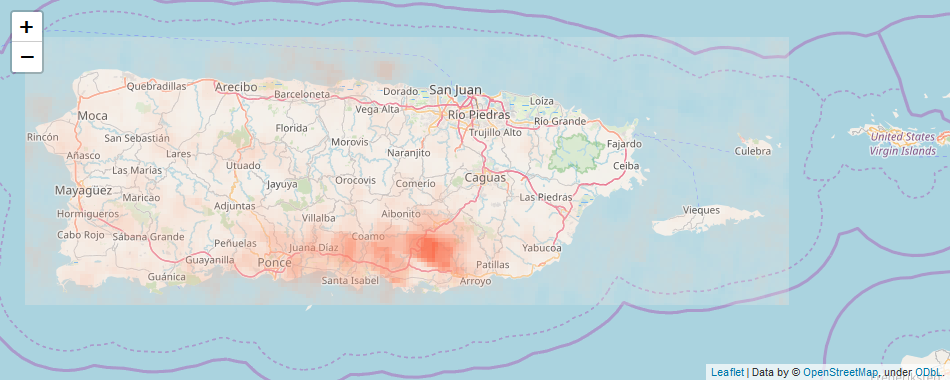 +
−
Quebradillas
Arecibo
Barceloneta
Dorado
San Juan
Loiza
Moca
Vega Alta
Río Piedras
Río Grande
Rincón
San Sebastián
Florida
Morovis
Trujillo Alto
Fajardo
United States
Virgin Islands
Añasco
Lares
Naranjito
Culebra
Las Marías
Utuado
Ceiba
Mayagüez
Jayuya
Orocovis
Comerío
Caguas
Maricao
Adjuntas
Las Piedras
Hormigueros
Villalba
Aibonito
Vieques
Cabo Rojo
Sábana Grande
Peñuelas
Juana Díaz
Coamo
Yabucoa
Guayanilla
Ponce
Patillas
Guánica
Santa Isabel
Arroyo
Leaflet | Data by © OpenStreetMap, under ODbL.